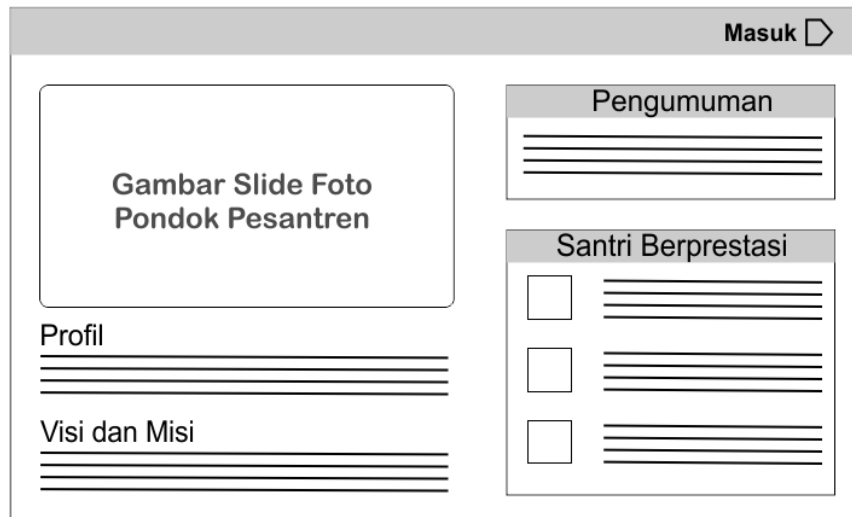 Masuk
Gambar Slide Foto
Pondok Pesantren
Profil
Visi dan Misi
Pengumuman
Santri Berprestasi